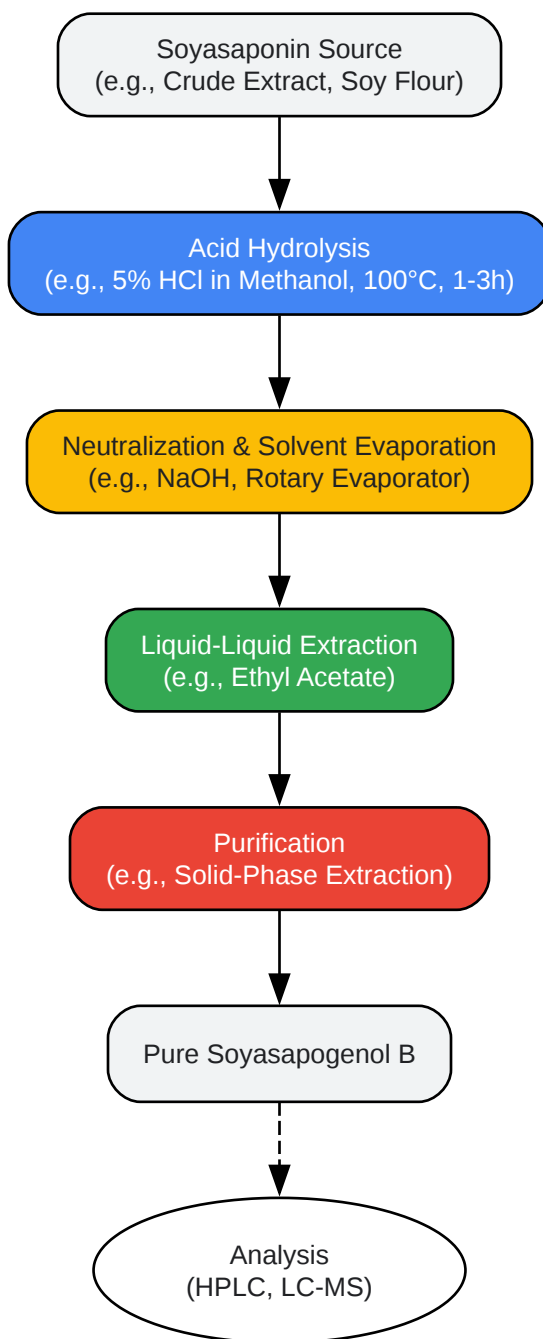 Soyasaponin Source
(e.g., Crude Extract, Soy Flour)
Acid Hydrolysis
(e.g., 5% HCl in Methanol, 100°C, 1-3h)
Neutralization & Solvent Evaporation
(e.g., NaOH, Rotary Evaporator)
Liquid-Liquid Extraction
(e.g., Ethyl Acetate)
Purification
(e.g., Solid-Phase Extraction)
Pure Soyasapogenol B
Analysis
(HPLC, LC-MS)